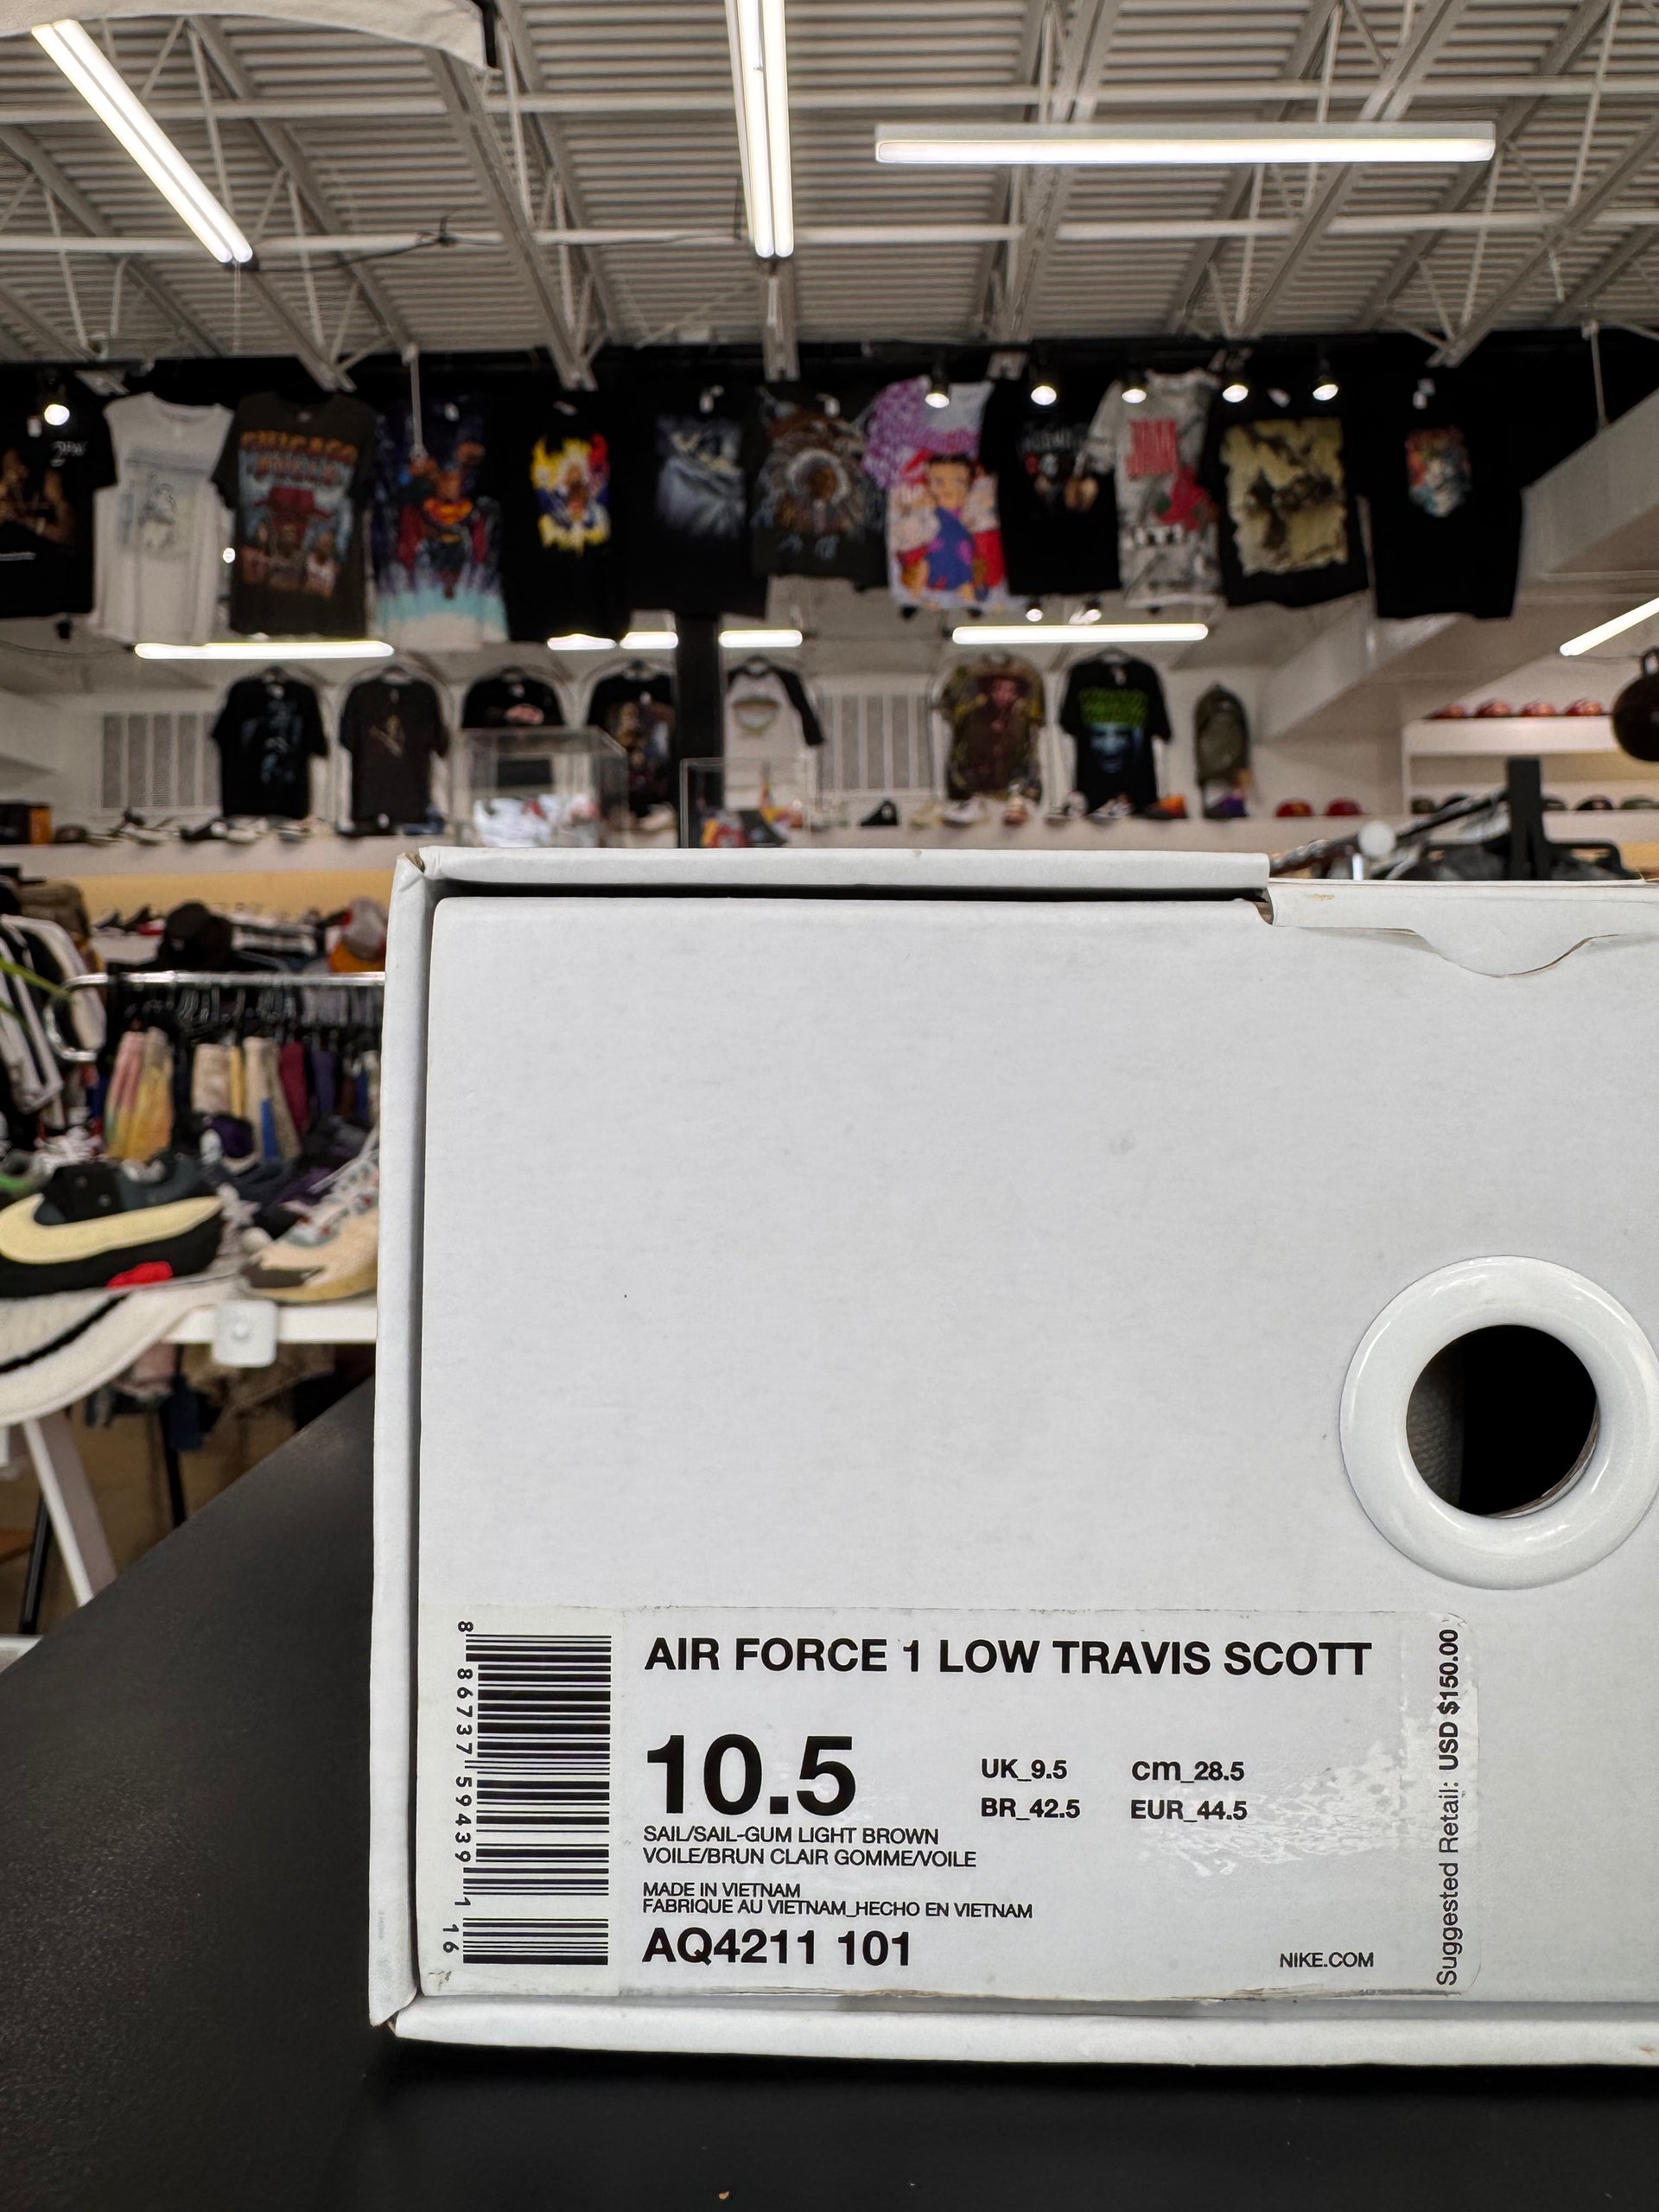 AIR FORCE 1 LOW TRAVIS SCOTT
10.5
UK_9.5 cm_28.5
BR_42.5 EUR_44.5
SAIL/SAIL-GUM LIGHT BROWN
VOILE/BRUN CLAIR GOMME/VOILE
MADE IN VIETNAM
FABRIQUE AU VIETNAM_HECHO EN VIETNAM
AQ4211 101
NIKE.COM
Suggested Retail: USD $150.00
8 86737 59439 1 16
CHICAGO